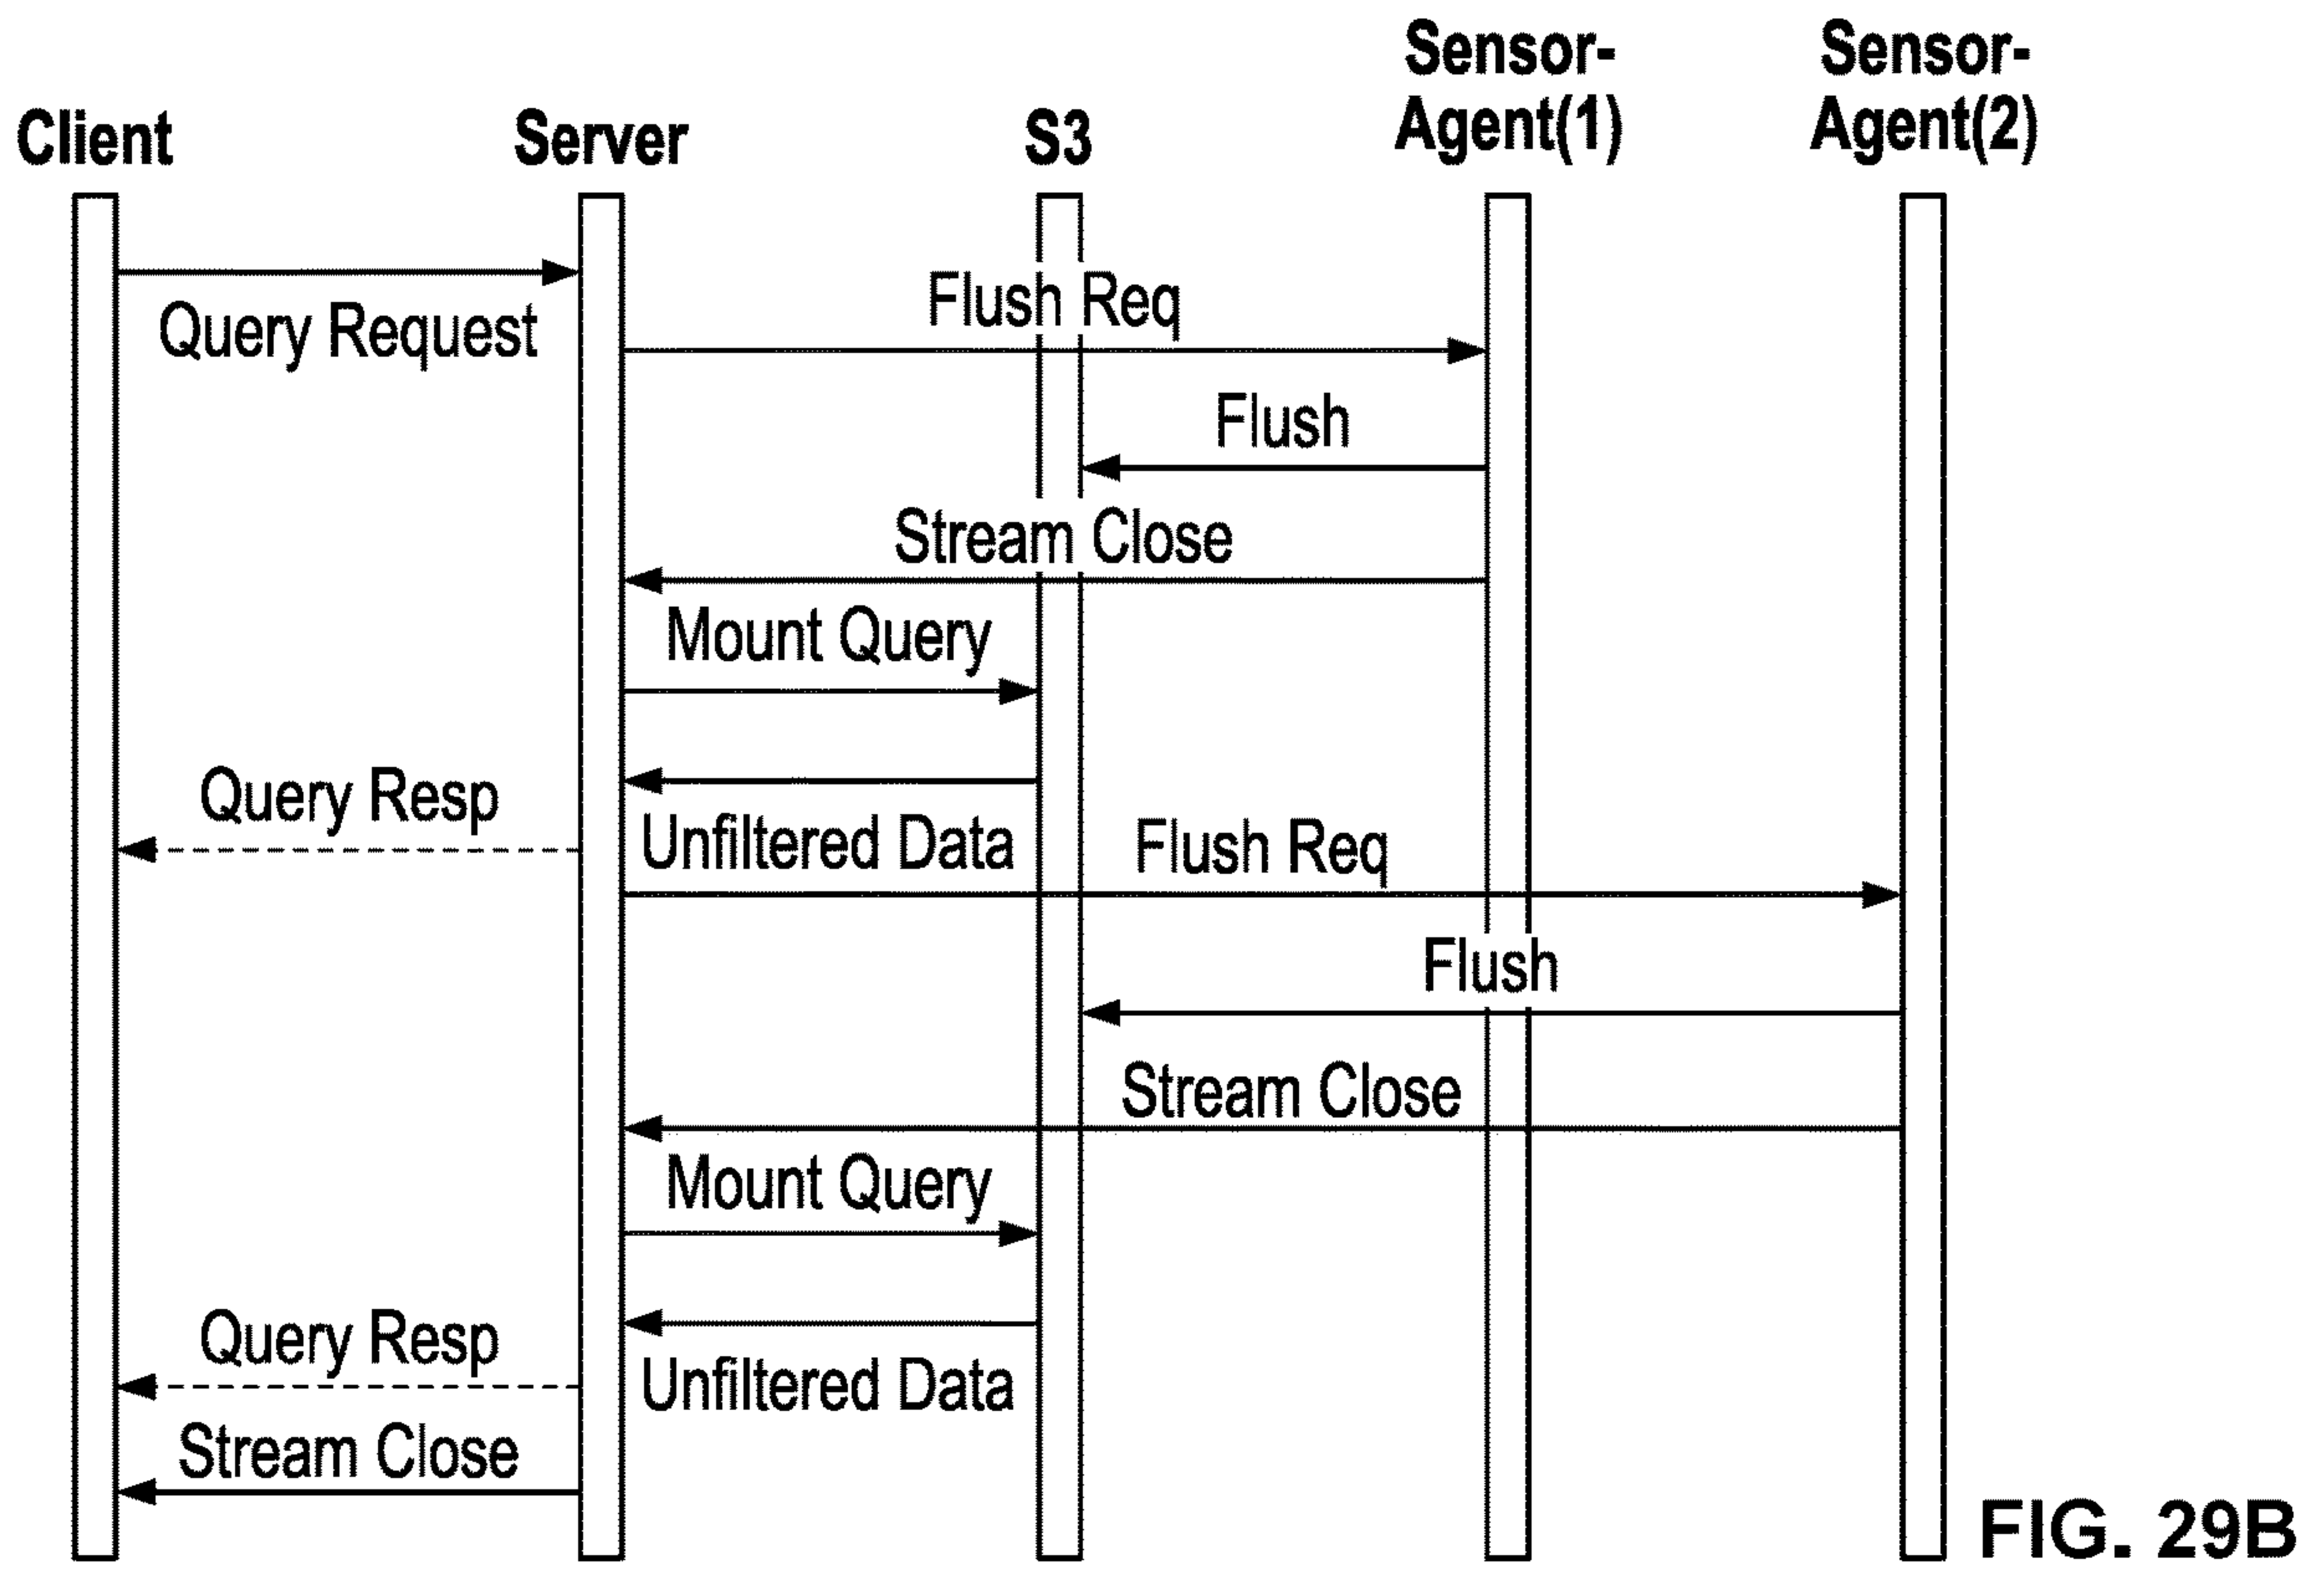 Client
Server
S3
Sensor-
Agent(1)
Sensor-
Agent(2)
Query Request
Flush Req
Flush
Stream Close
Mount Query
Query Resp
Unfiltered Data
Flush Req
Flush
Stream Close
Mount Query
Query Resp
Unfiltered Data
Stream Close
FIG. 29B